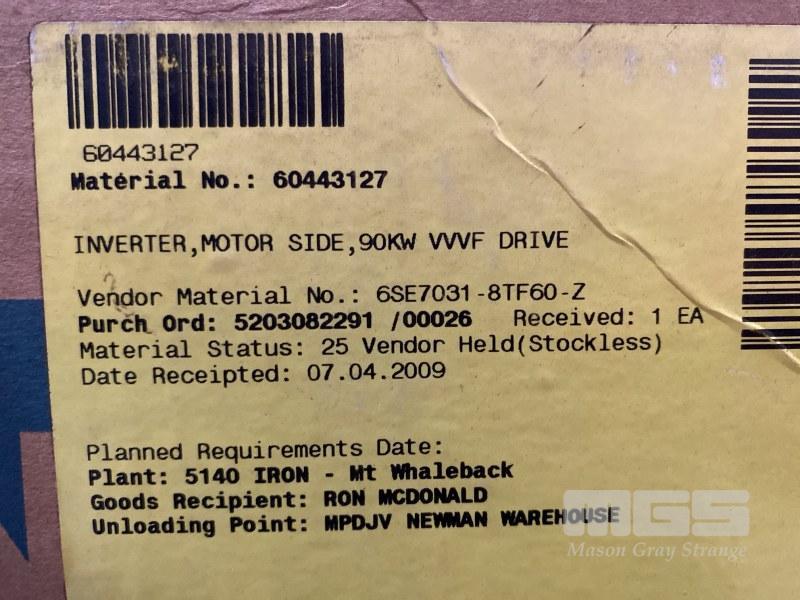 60443127
Material No.: 60443127
INVERTER,MOTOR SIDE,90KW VVVF DRIVE
Vendor Material No.: 6SE7031-8TF60-Z
Purch Ord: 5203082291 /00026 Received: 1 EA
Material Status: 25 Vendor Held(Stockless)
Date Receipted: 07.04.2009
Planned Requirements Date:
Plant: 5140 IRON - Mt Whaleback
Goods Recipient: RON MCDONALD
Unloading Point: MPDJV NEWMAN WAREHOUSE
MGS
Mason Gray Strange